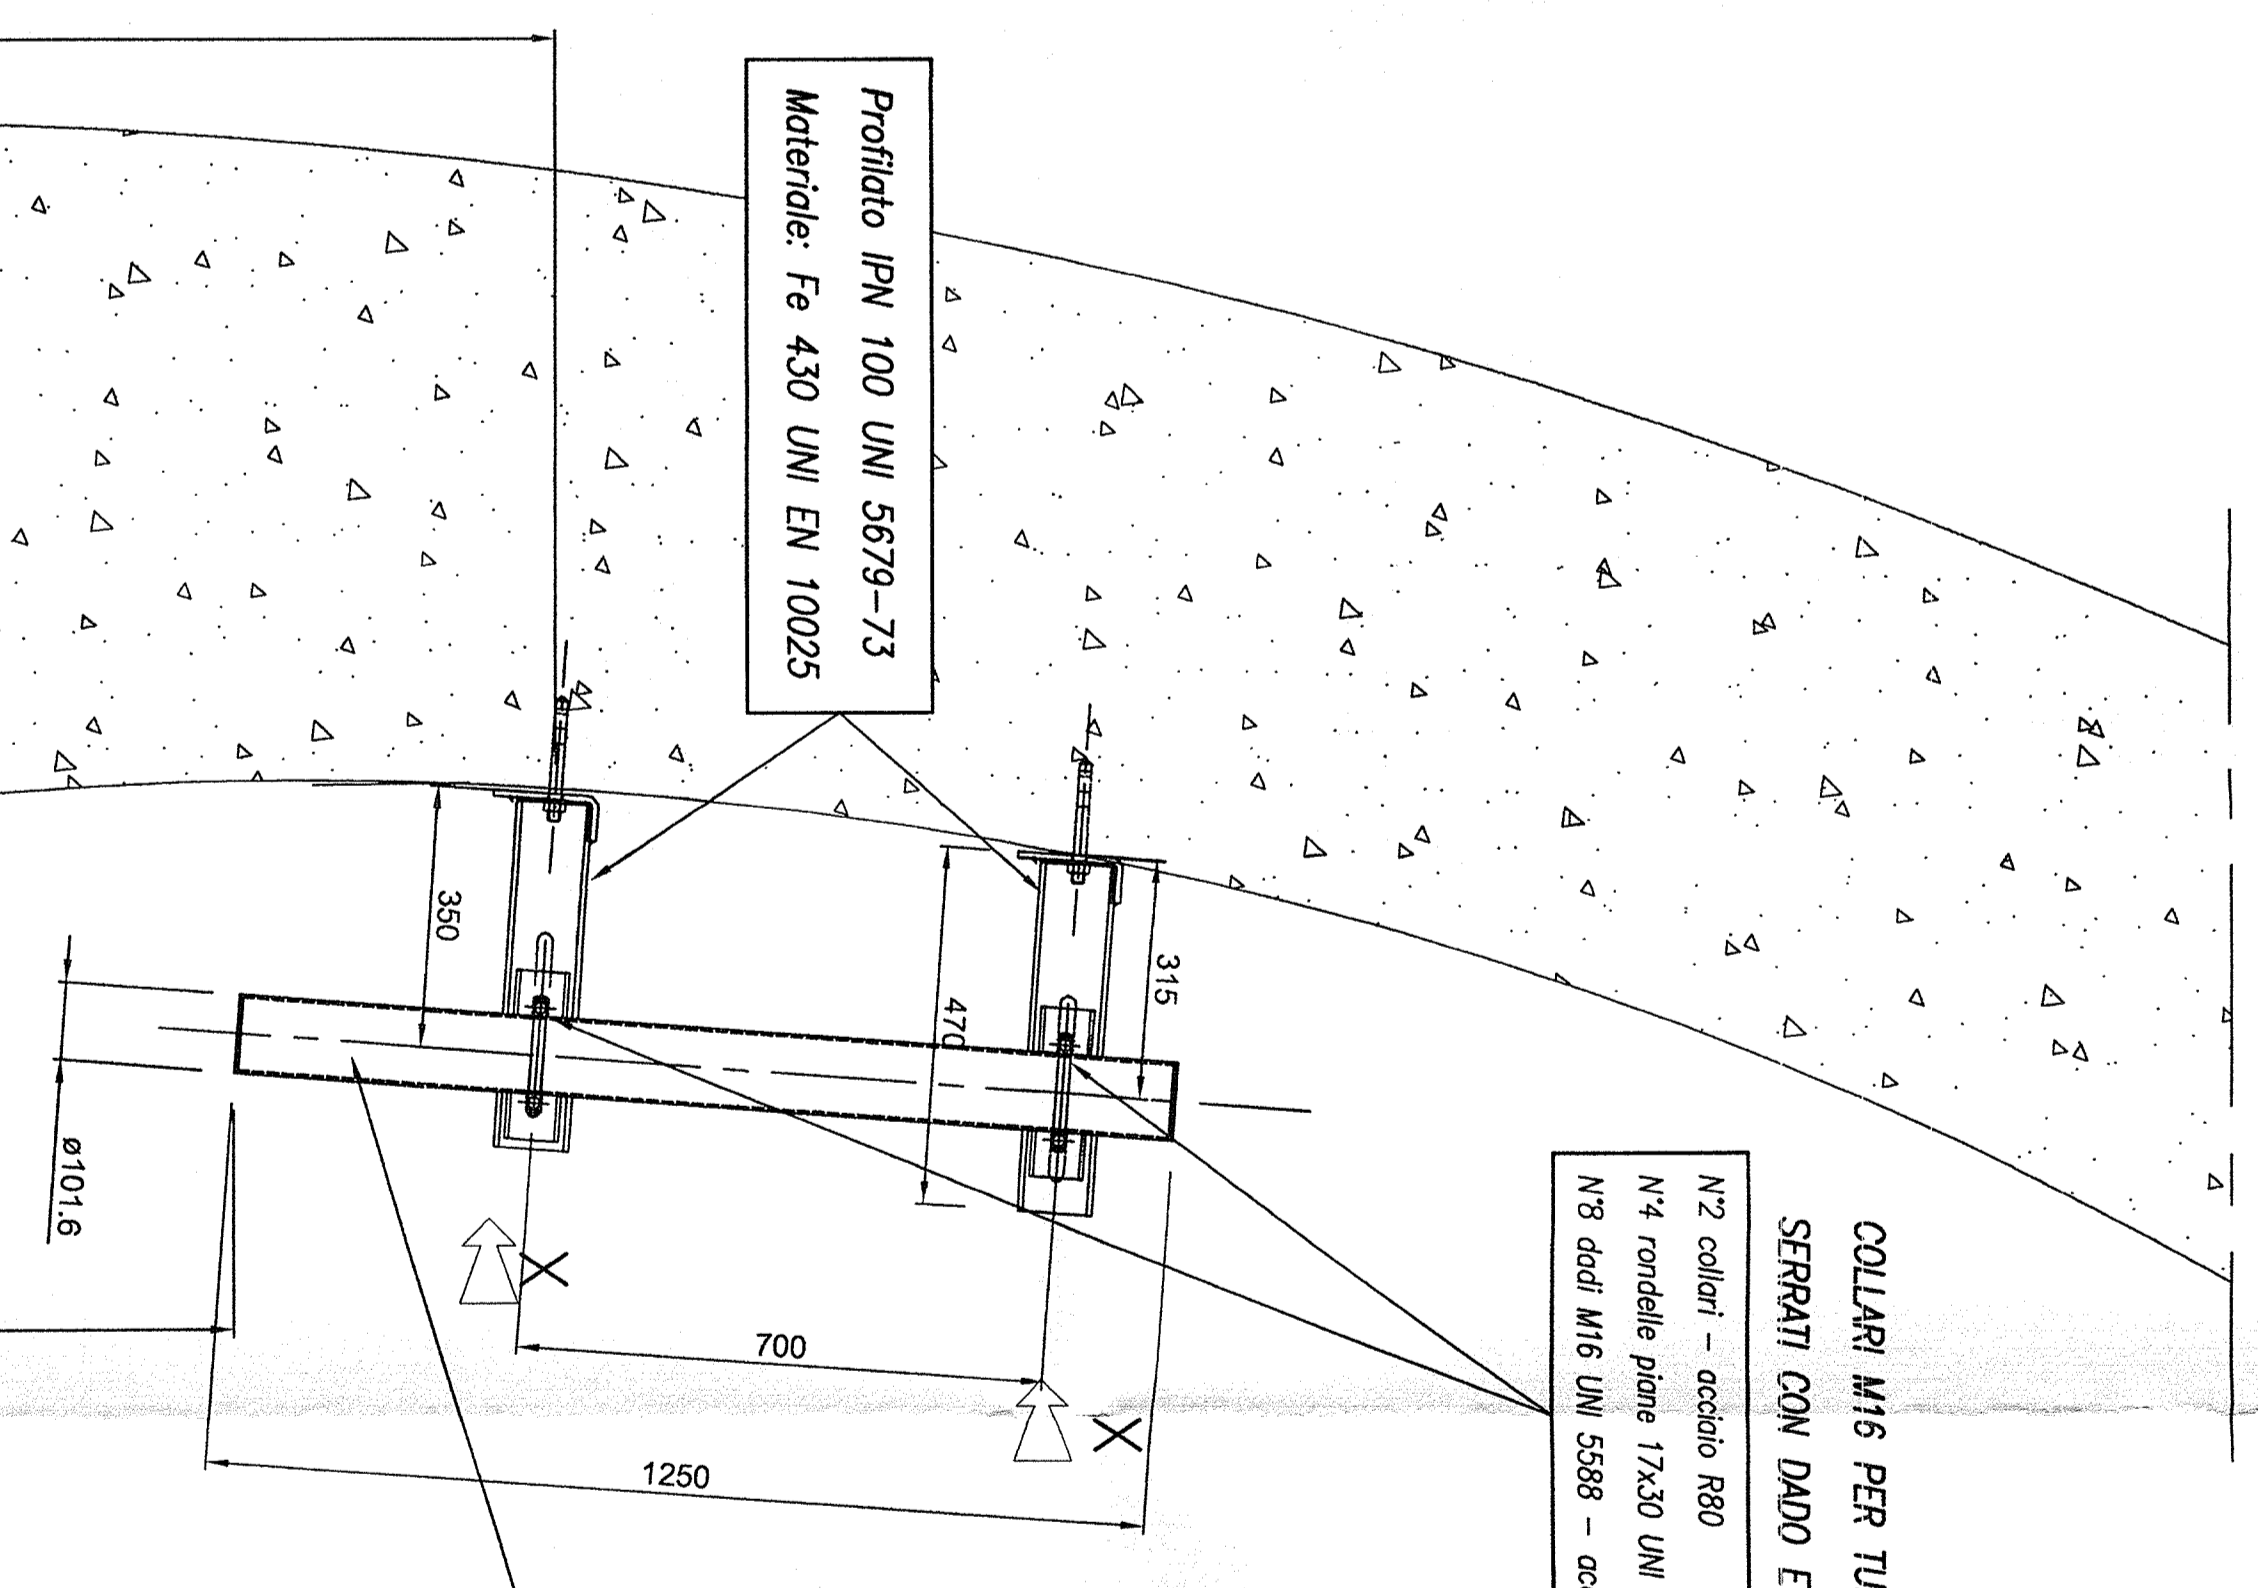 Profilato IPN 100 UNI 5679-73
Materiale: Fe 430 UNI EN 10025
COLLARI M16 PER
SERRATI CON DADO E
N°2 collari - acciaio R80
N°4 rondelle piane 17x30 UNI
N°8 dadi M16 UNI 5588 -
350
315
470
ø101.6
X
X
700
1250